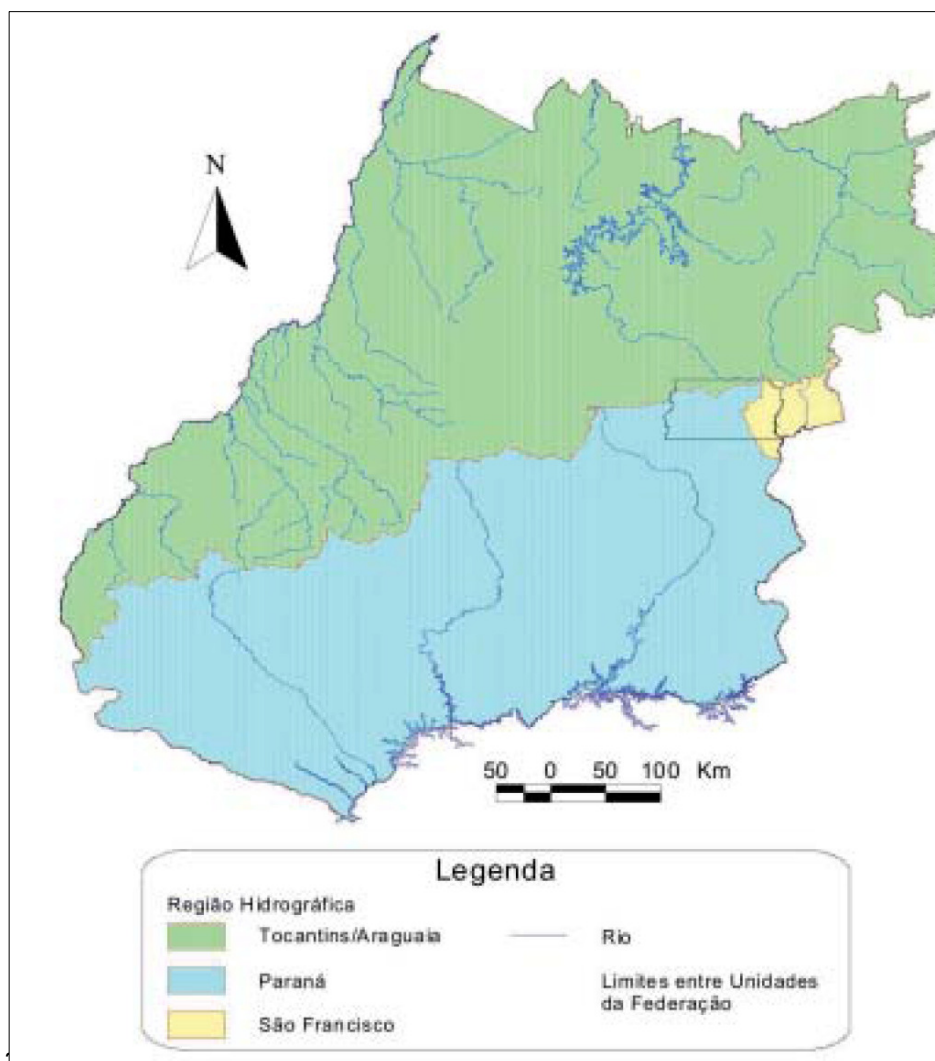 N
50 0 50 100 Km
Legenda
Região Hidrográfica
Tocantins/Araguaia
Paraná
São Francisco
Rio
Limites entre Unidades
da Federação